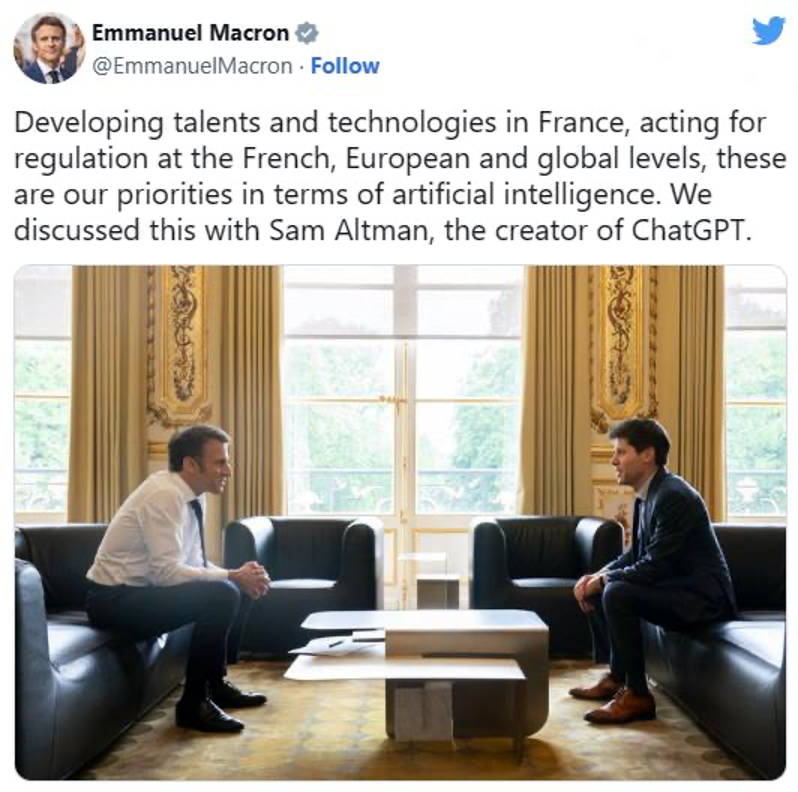 Emmanuel Macron
@EmmanuelMacron · Follow
Developing talents and technologies in France, acting for
regulation at the French, European and global levels, these
are our priorities in terms of artificial intelligence. We
discussed this with Sam Altman, the creator of ChatGPT.